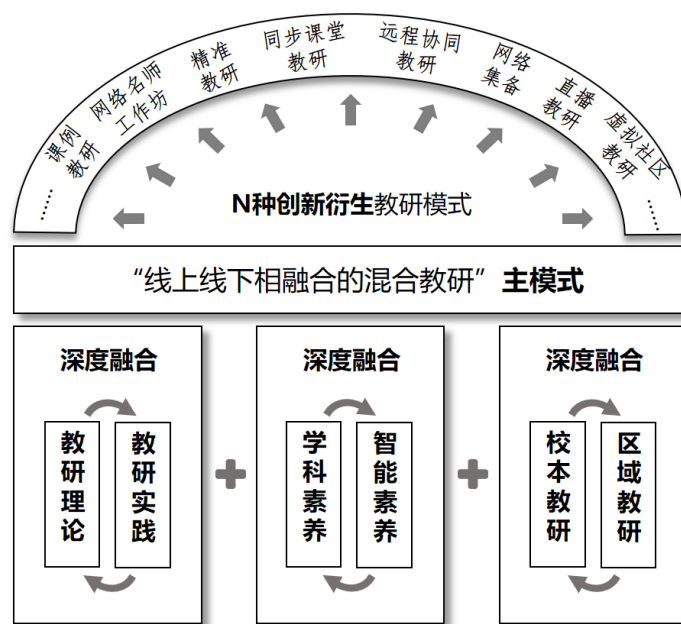 ……
课例
教研
网络名师
工作坊
精准
教研
同步课堂
教研
远程协同
教研
网络
集备
直播
教研
虚拟社区
教研
……
N种创新衍生教研模式
“线上线下相融合的混合教研”主模式
深度融合
教研理论
教研实践
深度融合
学科素养
智能素养
深度融合
校本教研
区域教研